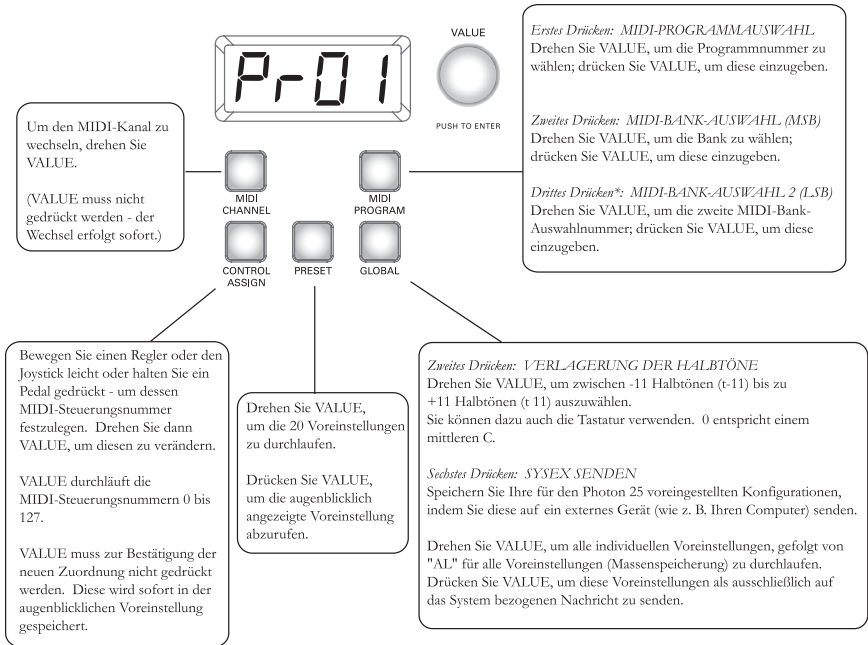 VALUE
Pr01
PUSH TO ENTER
Erstes Drücken: MIDI-PROGRAMMAUSWAHL
Drehen Sie VALUE, um die Programmnummer zu
wählen; drücken Sie VALUE, um diese einzugeben.
Zweites Drücken: MIDI-BANK-AUSWAHL (MSB)
Drehen Sie VALUE, um die Bank zu wählen;
drücken Sie VALUE, um diese einzugeben.
Drittes Drücken*: MIDI-BANK-AUSWAHL 2 (LSB)
Drehen Sie VALUE, um die zweite MIDI-Bank-
Auswahlnummer; drücken Sie VALUE, um diese
einzugeben.
Um den MIDI-Kanal zu
wechseln, drehen Sie
VALUE.
(VALUE muss nicht
gedrückt werden - der
Wechsel erfolgt sofort.)
MIDI
CHANNEL
MIDI
PROGRAM
CONTROL
ASSIGN
PRESET
GLOBAL
Bewegen Sie einen Regler oder den
Joystick leicht oder halten Sie ein
Pedal gedrückt - um dessen
MIDI-Steuerungsnummer
festzulegen. Drehen Sie dann
VALUE, um diesen zu verändern.
VALUE durchläuft die
MIDI-Steuerungsnummern 0 bis
127.
VALUE muss zur Bestätigung der
neuen Zuordnung nicht gedrückt
werden. Diese wird sofort in der
augenblicklichen Voreinstellung
gespeichert.
Drehen Sie VALUE,
um die 20 Voreinstellungen
zu durchlaufen.
Drücken Sie VALUE,
um die augenblicklich
angezeigte Voreinstellung
abzurufen.
Zweites Drücken: VERLAGERUNG DER HALBTÖNE
Drehen Sie VALUE, um zwischen -11 Halbtönen (t-11) bis zu
+11 Halbtönen (t 11) auszuwählen.
Sie können dazu auch die Tastatur verwenden. 0 entspricht einem
mittleren C.
Sechstes Drücken: SYSEX SENDEN
Speichern Sie Ihre für den Photon 25 voreingestellten Konfigurationen,
indem Sie diese auf ein externes Gerät (wie z. B. Ihren Computer) senden.
Drehen Sie VALUE, um alle individuellen Voreinstellungen, gefolgt von
"AL" für alle Voreinstellungen (Massenspeicherung) zu durchlaufen.
Drücken Sie VALUE, um diese Voreinstellungen als ausschließlich auf
das System bezogenen Nachricht zu senden.